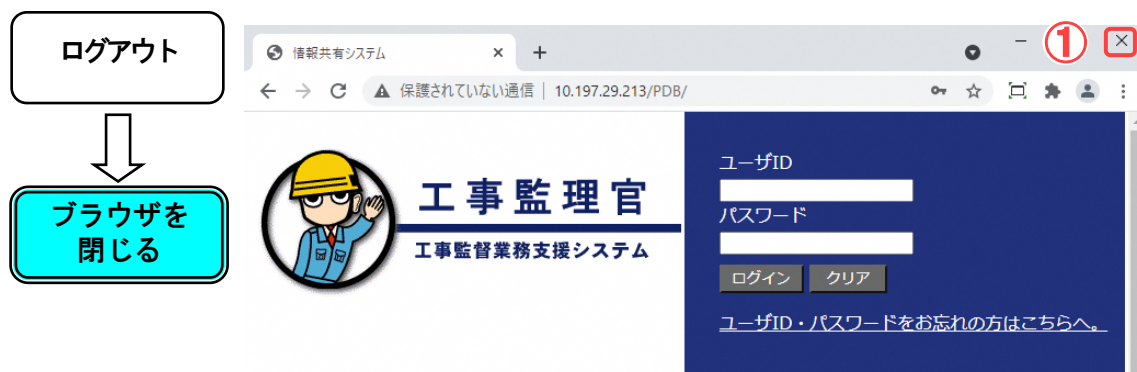 ログアウト
ブラウザを
閉じる
情報共有システム
①
保護されていない通信 | 10.197.29.213/PDB/
工事監理官
工事監督業務支援システム
ユーザID
パスワード
ログイン クリア
ユーザID・パスワードをお忘れの方はこちらへ。